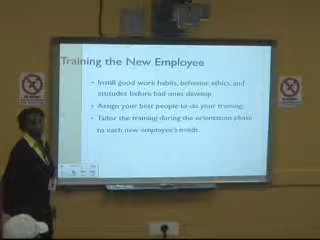 Training the New Employee
• Instill good work habits, behavior, ethics, and
attitudes before bad ones develop.
• Assign your best people to do your training.
• Tailor the training during the orientation phase
to each new employee's needs.